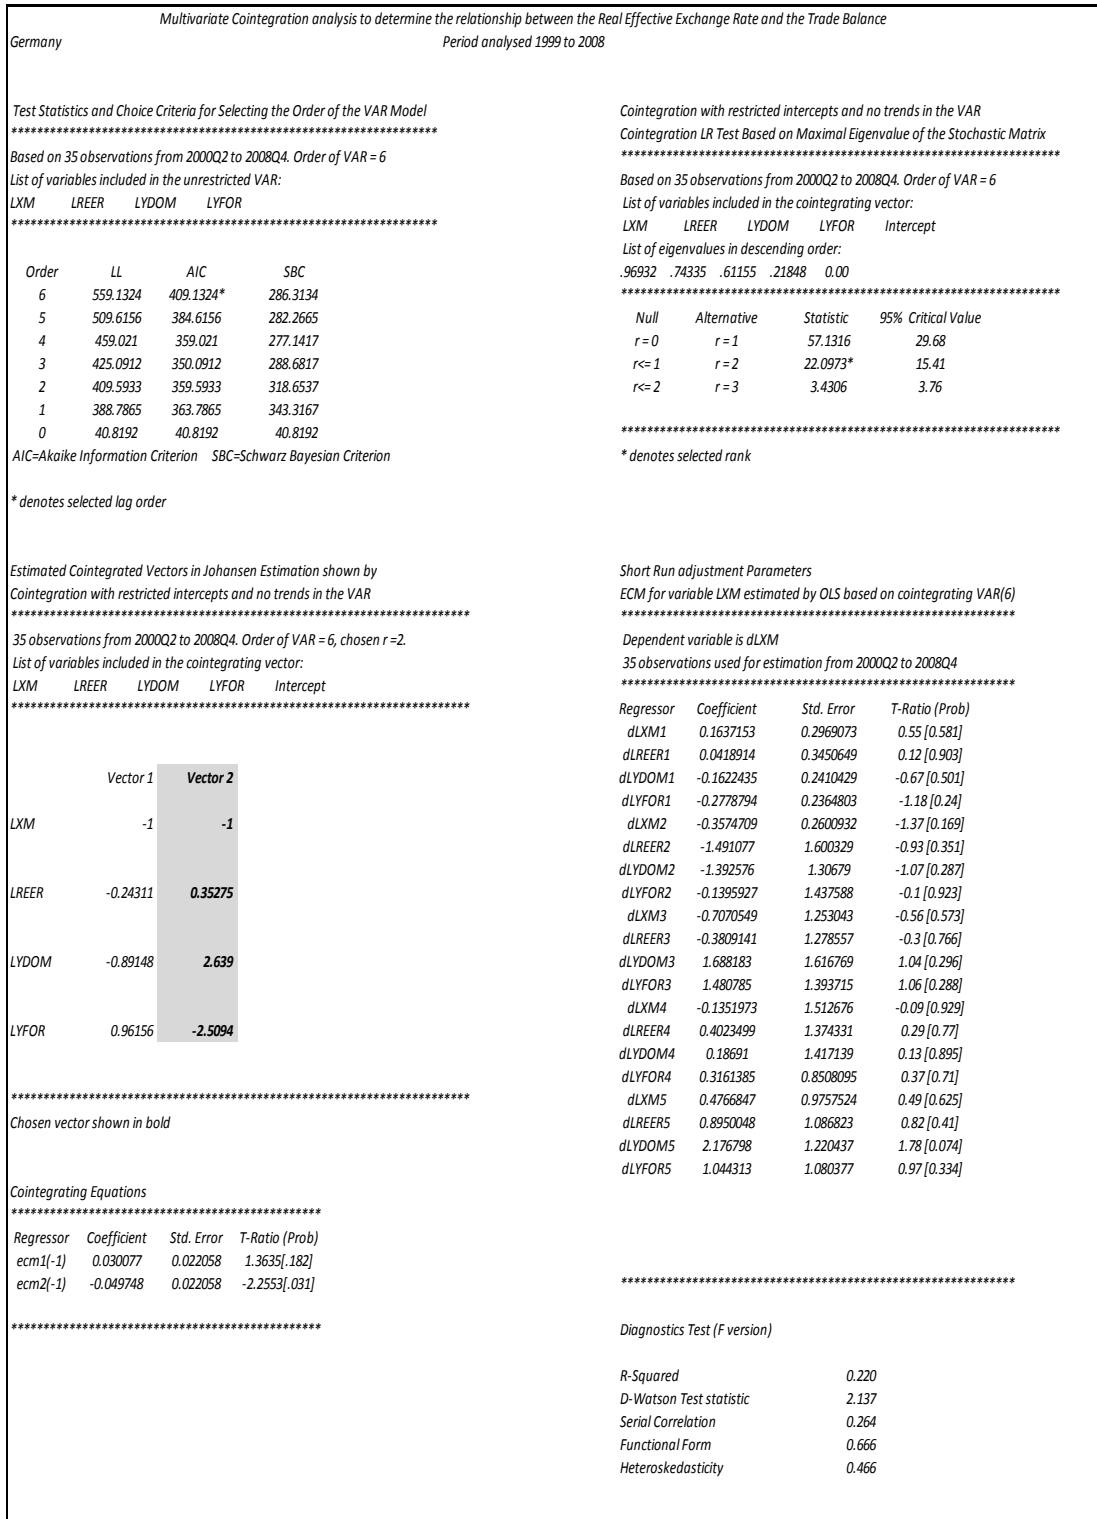 Multivariate Cointegration analysis to determine the relationship between the Real Effective Exchange Rate and the Trade Balance
Germany Period analysed 1999 to 2008
Test Statistics and Choice Criteria for Selecting the Order of the VAR Model
******************************************************************
Based on 35 observations from 2000Q2 to 2008Q4. Order of VAR = 6
List of variables included in the unrestricted VAR:
LXM LREER LYDOM LYFOR
******************************************************************
Order LL AIC SBC
6 559.1324 409.1324* 286.3134
5 509.6156 384.6156 282.2665
4 459.021 359.021 277.1417
3 425.0912 350.0912 288.6817
2 409.5933 359.5933 318.6537
1 388.7865 363.7865 343.3167
0 40.8192 40.8192 40.8192
AIC=Akaike Information Criterion SBC=Schwarz Bayesian Criterion
* denotes selected lag order
Cointegration with restricted intercepts and no trends in the VAR
Cointegration LR Test Based on Maximal Eigenvalue of the Stochastic Matrix
********************************************************************
Based on 35 observations from 2000Q2 to 2008Q4. Order of VAR = 6
List of variables included in the cointegrating vector:
LXM LREER LYDOM LYFOR Intercept
List of eigenvalues in descending order:
.96932 .74335 .61155 .21848 0.00
********************************************************************
Null Alternative Statistic 95% Critical Value
r = 0 r = 1 57.1316 29.68
r<= 1 r = 2 22.0973* 15.41
r<= 2 r = 3 3.4306 3.76
********************************************************************
* denotes selected rank
Estimated Cointegrated Vectors in Johansen Estimation shown by
Cointegration with restricted intercepts and no trends in the VAR
***********************************************************************
35 observations from 2000Q2 to 2008Q4. Order of VAR = 6, chosen r =2.
List of variables included in the cointegrating vector:
LXM LREER LYDOM LYFOR Intercept
***********************************************************************
Vector 1 Vector 2
LXM -1 -1
LREER -0.24311 0.35275
LYDOM -0.89148 2.639
LYFOR 0.96156 -2.5094
***********************************************************************
Chosen vector shown in bold
Cointegrating Equations
************************************************
Regressor Coefficient Std. Error T-Ratio (Prob)
ecm1(-1) 0.030077 0.022058 1.3635[.182]
ecm2(-1) -0.049748 0.022058 -2.2553[.031]
************************************************
Short Run adjustment Parameters
ECM for variable LXM estimated by OLS based on cointegrating VAR(6)
*************************************************************
Dependent variable is dLXM
35 observations used for estimation from 2000Q2 to 2008Q4
*************************************************************
Regressor Coefficient Std. Error T-Ratio (Prob)
dLXM1 0.1637153 0.2969073 0.55 [0.581]
dLREER1 0.0418914 0.3450649 0.12 [0.903]
dLYDOM1 -0.1622435 0.2410429 -0.67 [0.501]
dLYFOR1 -0.2778794 0.2364803 -1.18 [0.24]
dLXM2 -0.3574709 0.2600932 -1.37 [0.169]
dLREER2 -1.491077 1.600329 -0.93 [0.351]
dLYDOM2 -1.392576 1.30679 -1.07 [0.287]
dLYFOR2 -0.1395927 1.437588 -0.1 [0.923]
dLXM3 -0.7070549 1.253043 -0.56 [0.573]
dLREER3 -0.3809141 1.278557 -0.3 [0.766]
dLYDOM3 1.688183 1.616769 1.04 [0.296]
dLYFOR3 1.480785 1.393715 1.06 [0.288]
dLXM4 -0.1351973 1.512676 -0.09 [0.929]
dLREER4 0.4023499 1.374331 0.29 [0.77]
dLYDOM4 0.18691 1.417139 0.13 [0.895]
dLYFOR4 0.3161385 0.8508095 0.37 [0.71]
dLXM5 0.4766847 0.9757524 0.49 [0.625]
dLREER5 0.8950048 1.086823 0.82 [0.41]
dLYDOM5 2.176798 1.220437 1.78 [0.074]
dLYFOR5 1.044313 1.080377 0.97 [0.334]
*************************************************************
Diagnostics Test (F version)
R-Squared 0.220
D-Watson Test statistic 2.137
Serial Correlation 0.264
Functional Form 0.666
Heteroskedasticity 0.466